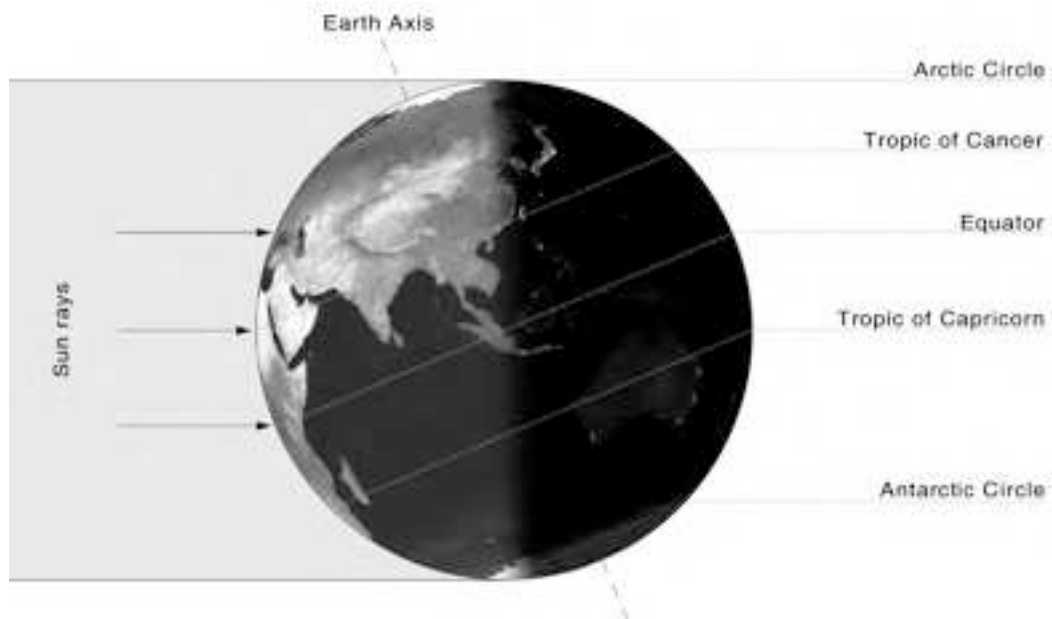 Earth Axis
Arctic Circle
Tropic of Cancer
Equator
Tropic of Capricorn
Sun rays
Antarctic Circle